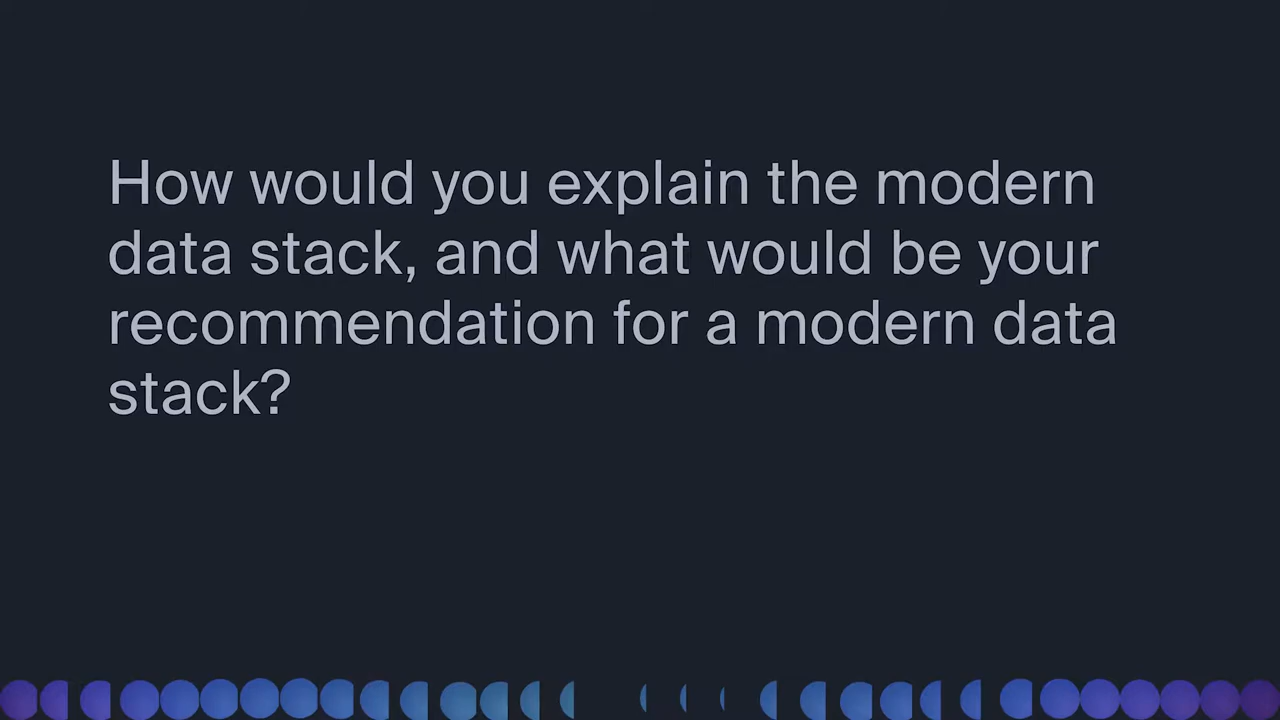 How would you explain the modern
data stack, and what would be your
recommendation for a modern data
stack?